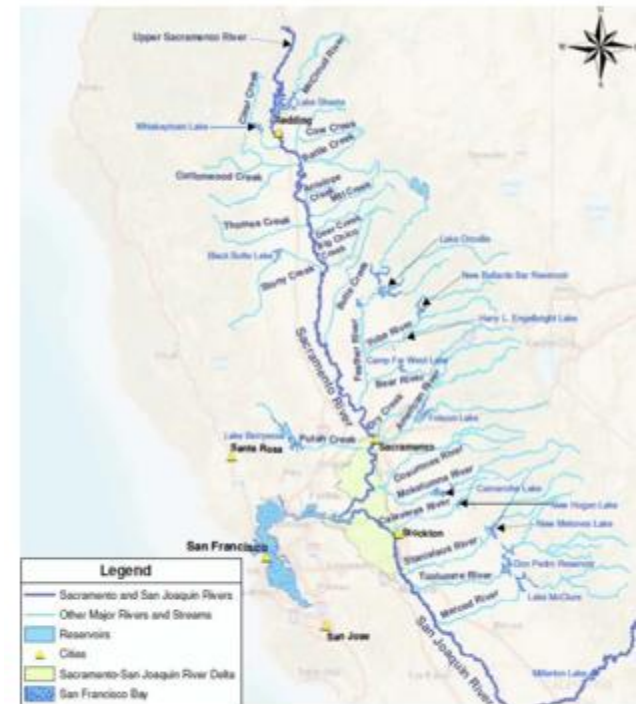 Upper Sacramento River
McCloud River
Clear Creek
Lake Shasta
Whiskeytown Lake
Redding
Cow Creek
Battle Creek
Cottonwood Creek
Antelope
Creek
Mill Creek
Thomes Creek
Deer Creek
Big Chico
Creek
Black Butte Lake
Stony Creek
Butte Creek
Lake Oroville
New Bullards Bar Reservoir
Sacramento River
Feather River
Yuba River
Harry L. Englebright Lake
Camp Far West Lake
Bear River
Dry Creek
American River
Folsom Lake
Lake Berryessa
Putah Creek
Sacramento
Santa Rosa
Cosumnes River
Mokelumne River
Camanche Lake
Calaveras River
New Hogan Lake
New Melones Lake
Stockton
San Francisco
Stanislaus River
Don Pedro Reservoir
Tuolumne River
Lake McClure
Merced River
San Jose
San Joaquin River
Millerton Lake
Legend
Sacramento and San Joaquin Rivers
Other Major Rivers and Streams
Reservoirs
Cities
Sacramento-San Joaquin River Delta
San Francisco Bay